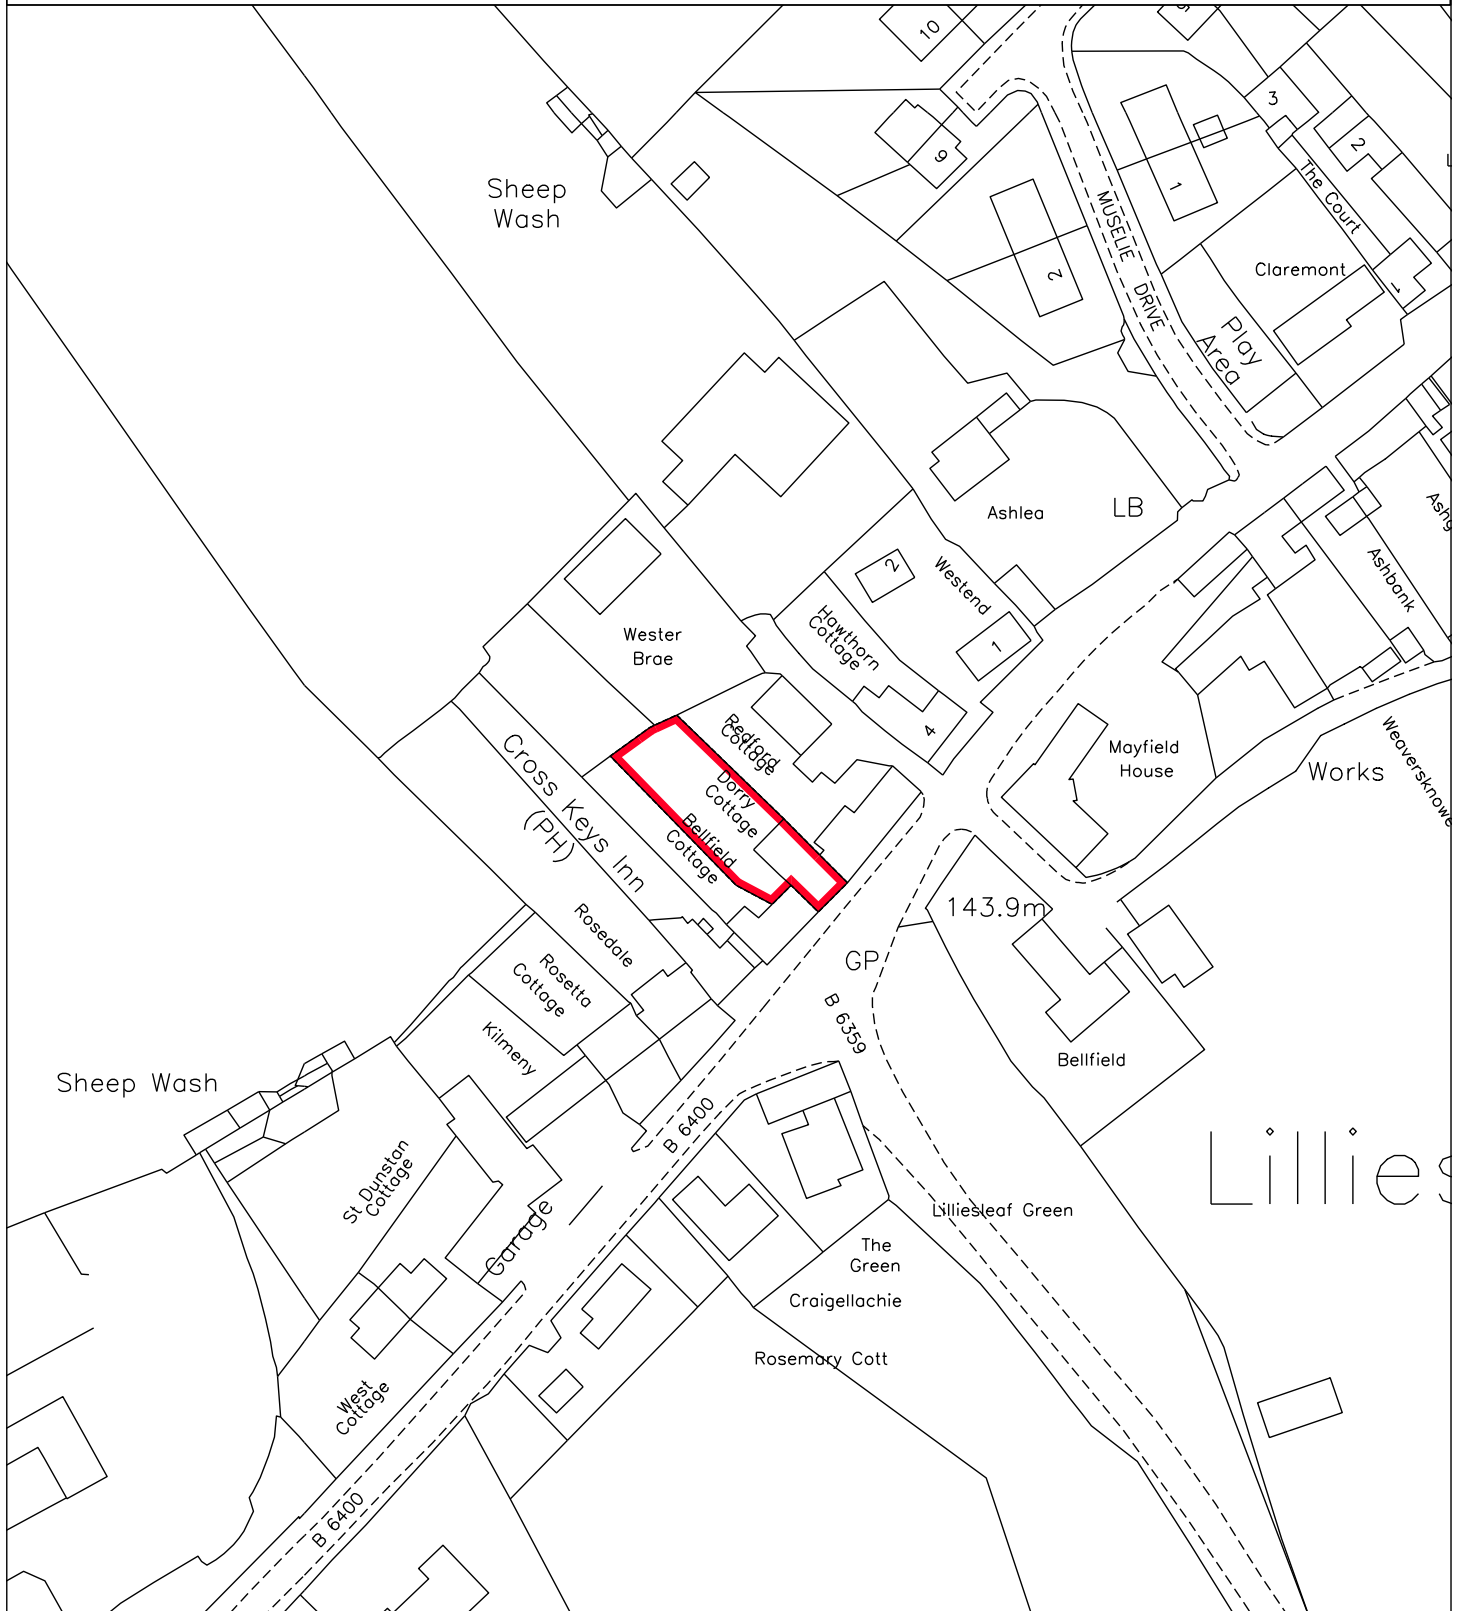 10
3
2
9
1
The Court
Sheep
Wash
MUSELIE DRIVE
2
Claremont
1
Play
Area
Ashlea
LB
Ashbank
2
Westend
Hawthorn
Cottage
1
Wester
Brae
4
Redford
Cottage
Mayfield
House
Works
Weaversknowe
Cross Keys Inn
(PH)
Dorry
Cottage
Bellfield
Cottage
143.9m
Rosedale
GP
Rosetta
Cottage
B 6359
Kilmeny
Bellfield
Sheep Wash
B 6400
St Dunstan
Cottage
Lillies
Garage
Lilliesleaf Green
The
Green
Craigellachie
Rosemary Cott
West
Cottage
B 6400